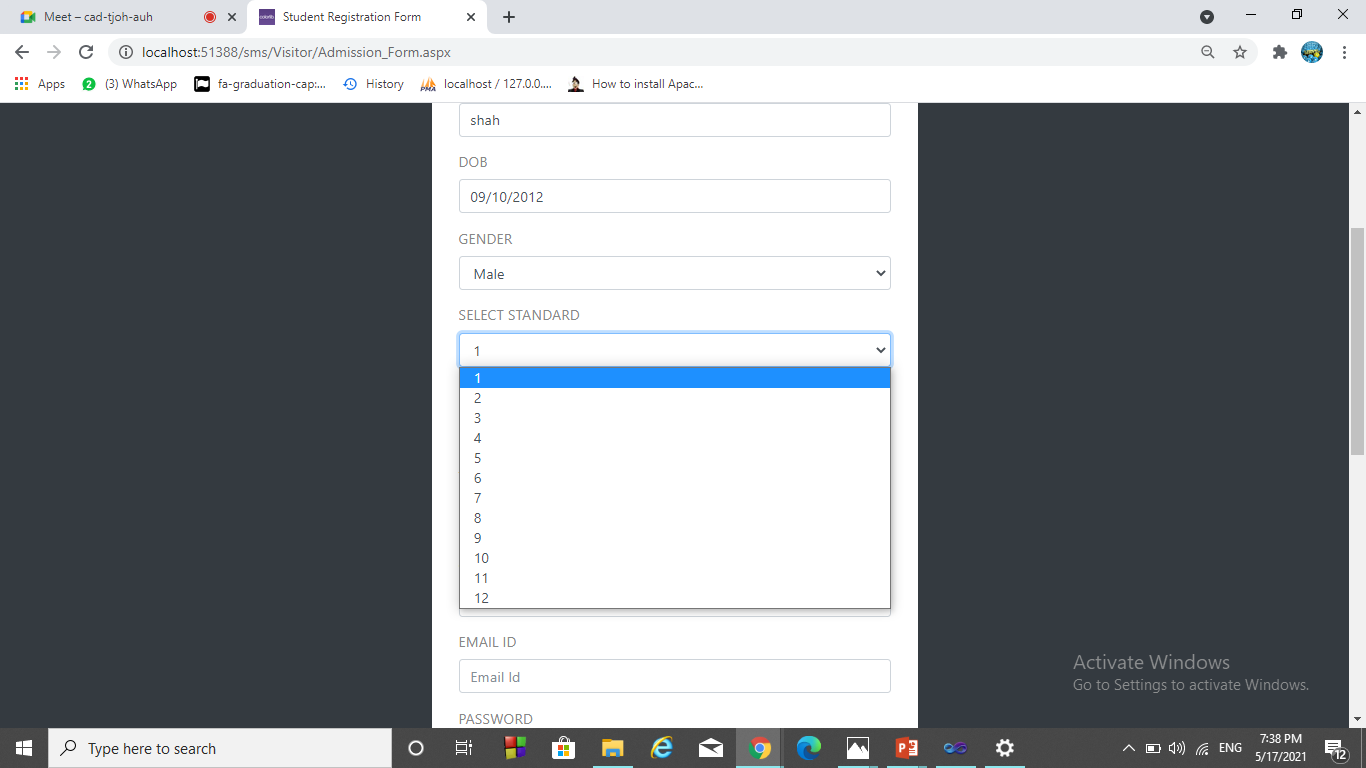 Meet – cad-tjoh-auh
Student Registration Form
localhost:51388/sms/Visitor/Admission_Form.aspx
Apps
2
(3) WhatsApp
fa-graduation-cap:...
History
PMA
localhost / 127.0.0....
How to install Apac...
shah
DOB
09/10/2012
GENDER
Male
SELECT STANDARD
1
1
2
3
4
5
6
7
8
9
10
11
12
EMAIL ID
Email Id
PASSWORD
Activate Windows
Go to Settings to activate Windows.
Type here to search
ENG
7:38 PM
5/17/2021
12